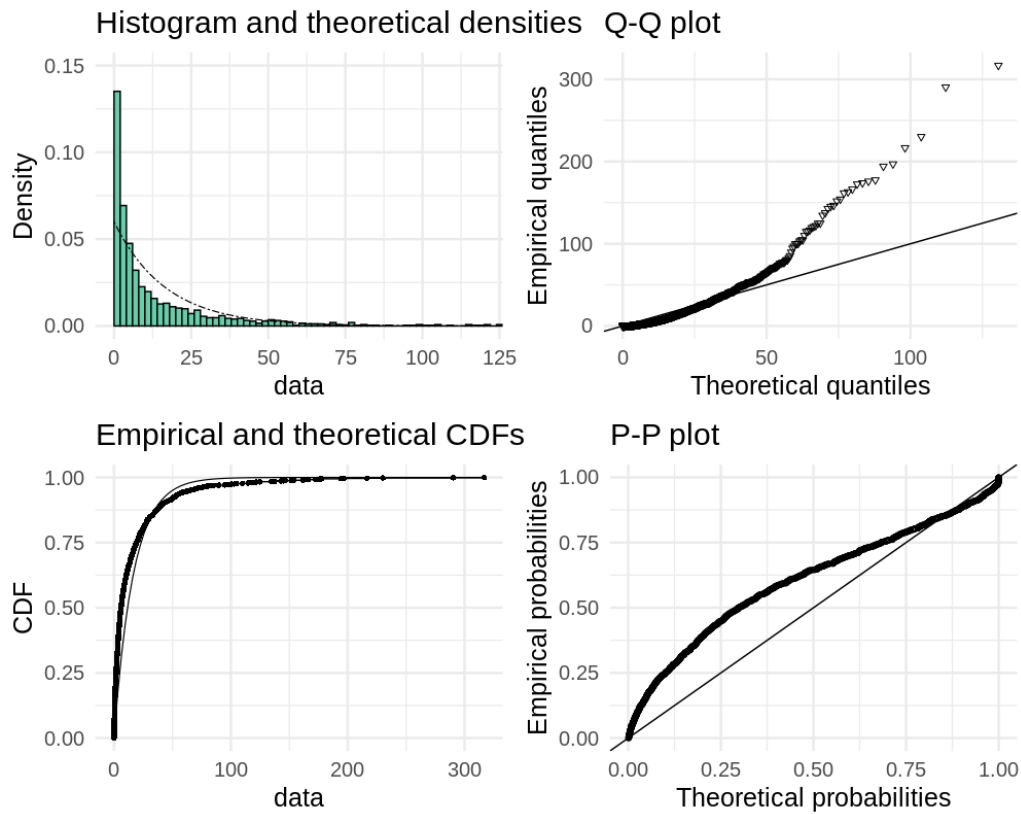 Histogram and theoretical densities
Density
0.15
0.10
0.05
0.00
0 25 50 75 100 125
data
Q-Q plot
Empirical quantiles
300
200
100
0
0 50 100
Theoretical quantiles
Empirical and theoretical CDFs
CDF
1.00
0.75
0.50
0.25
0.00
0 100 200 300
data
P-P plot
Empirical probabilities
1.00
0.75
0.50
0.25
0.00
0.00 0.25 0.50 0.75 1.00
Theoretical probabilities